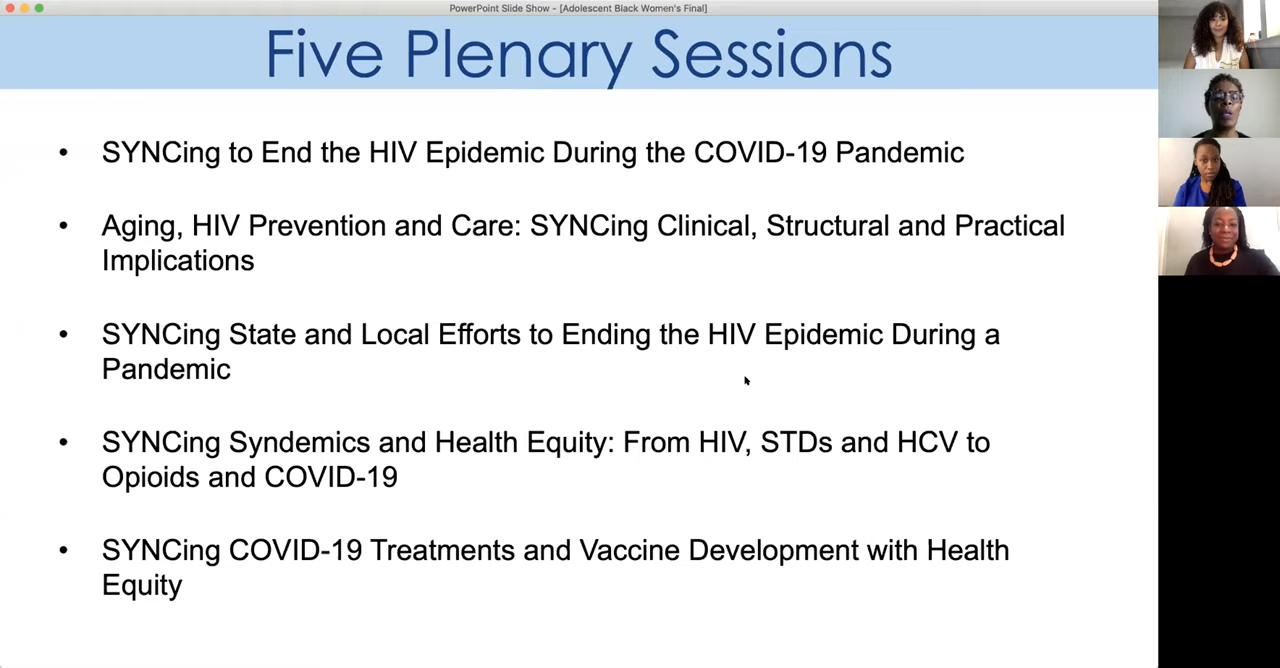 PowerPoint Slide Show - [Adolescent Black Women's Final]
Five Plenary Sessions
• SYNCing to End the HIV Epidemic During the COVID-19 Pandemic
• Aging, HIV Prevention and Care: SYNCing Clinical, Structural and Practical
Implications
• SYNCing State and Local Efforts to Ending the HIV Epidemic During a
Pandemic
• SYNCing Syndemics and Health Equity: From HIV, STDs and HCV to
Opioids and COVID-19
• SYNCing COVID-19 Treatments and Vaccine Development with Health
Equity